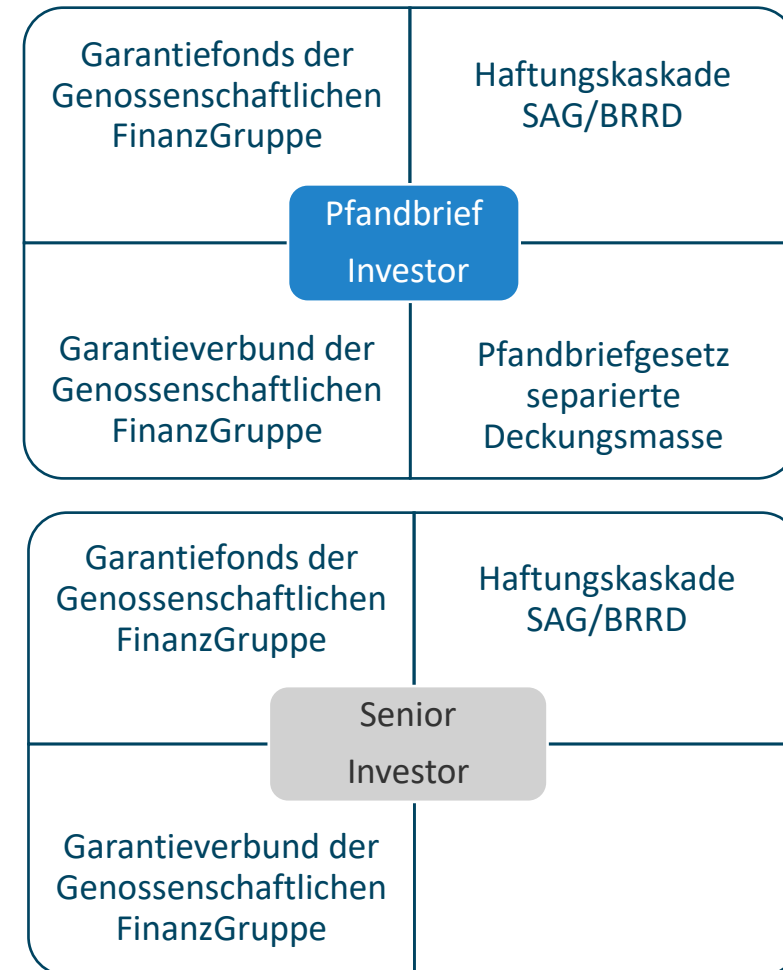 Garantiefonds der
Genossenschaftlichen
FinanzGruppe
Haftungskaskade
SAG/BRRD
Pfandbrief
Investor
Garantieverbund der
Genossenschaftlichen
FinanzGruppe
Pfandbriefgesetz
separierte
Deckungsmasse
Garantiefonds der
Genossenschaftlichen
FinanzGruppe
Haftungskaskade
SAG/BRRD
Senior
Investor
Garantieverbund der
Genossenschaftlichen
FinanzGruppe